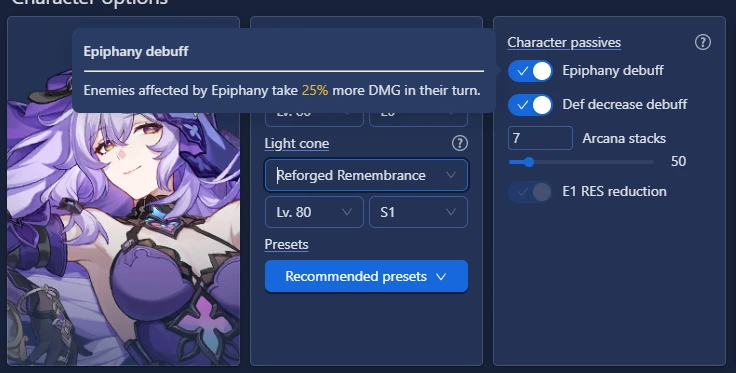 Character options
Epiphany debuff
Enemies affected by Epiphany take 25% more DMG in their turn.
Lv. 80
E0
Light cone
Reforged Remembrance
Lv. 80
S1
Presets
Recommended presets
Character passives
Epiphany debuff
Def decrease debuff
7
Arcana stacks
50
E1 RES reduction